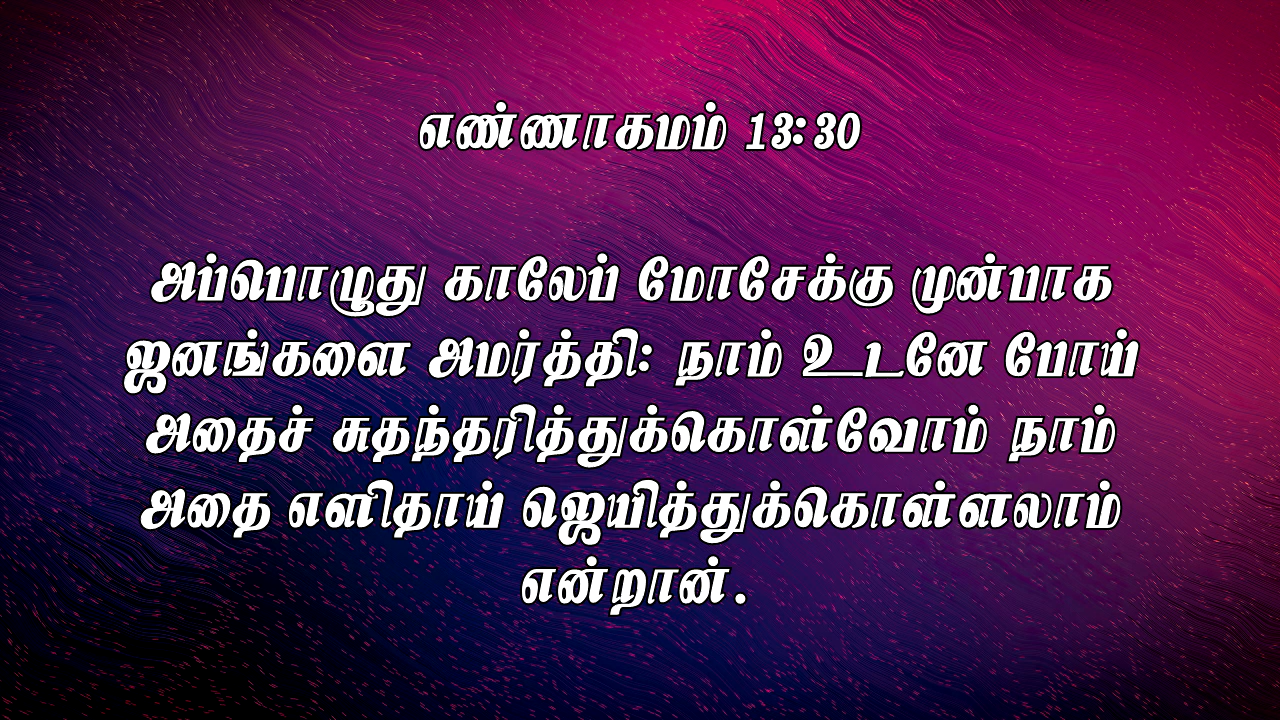 எண்ணாகமம் 13:30
அப்பொழுது காலேப் மோசேக்கு முன்பாக
ஜனங்களை அமர்த்தி: நாம் உடனே போய்
அதைச் சுதந்தரித்துக்கொள்வோம் நாம்
அதை எளிதாய் ஜெயித்துக்கொள்ளலாம்
என்றான்.